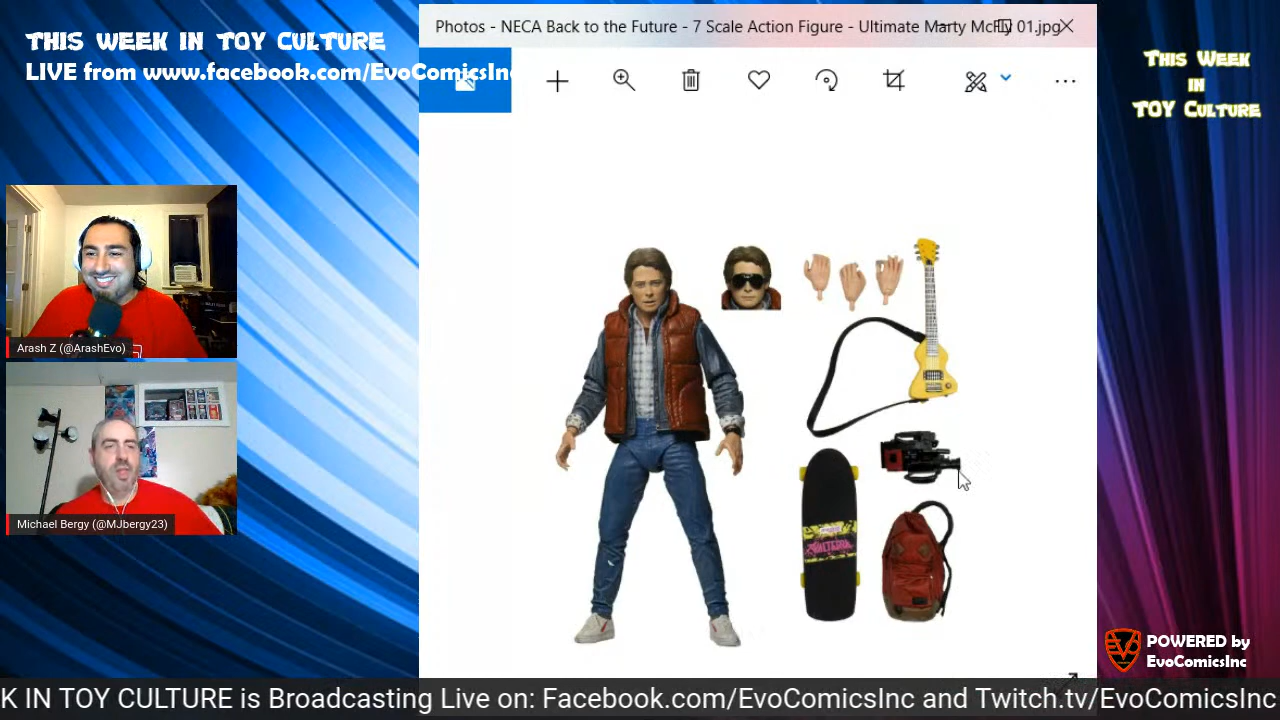 THIS WEEK IN TOY CULTURE
LIVE from www.facebook.com/EvoComicsInc
Photos - NECA Back to the Future - 7 Scale Action Figure - Ultimate Marty McFly 01.jpg
This Week
IN
TOY CULTURE
Arash Z (@ArashEvo)
Michael Bergy (@MJbergy23)
EVO
POWERED by
EvoComicsInc
K IN TOY CULTURE is Broadcasting Live on: Facebook.com/EvoComicsInc and Twitch.tv/EvoComicsInc